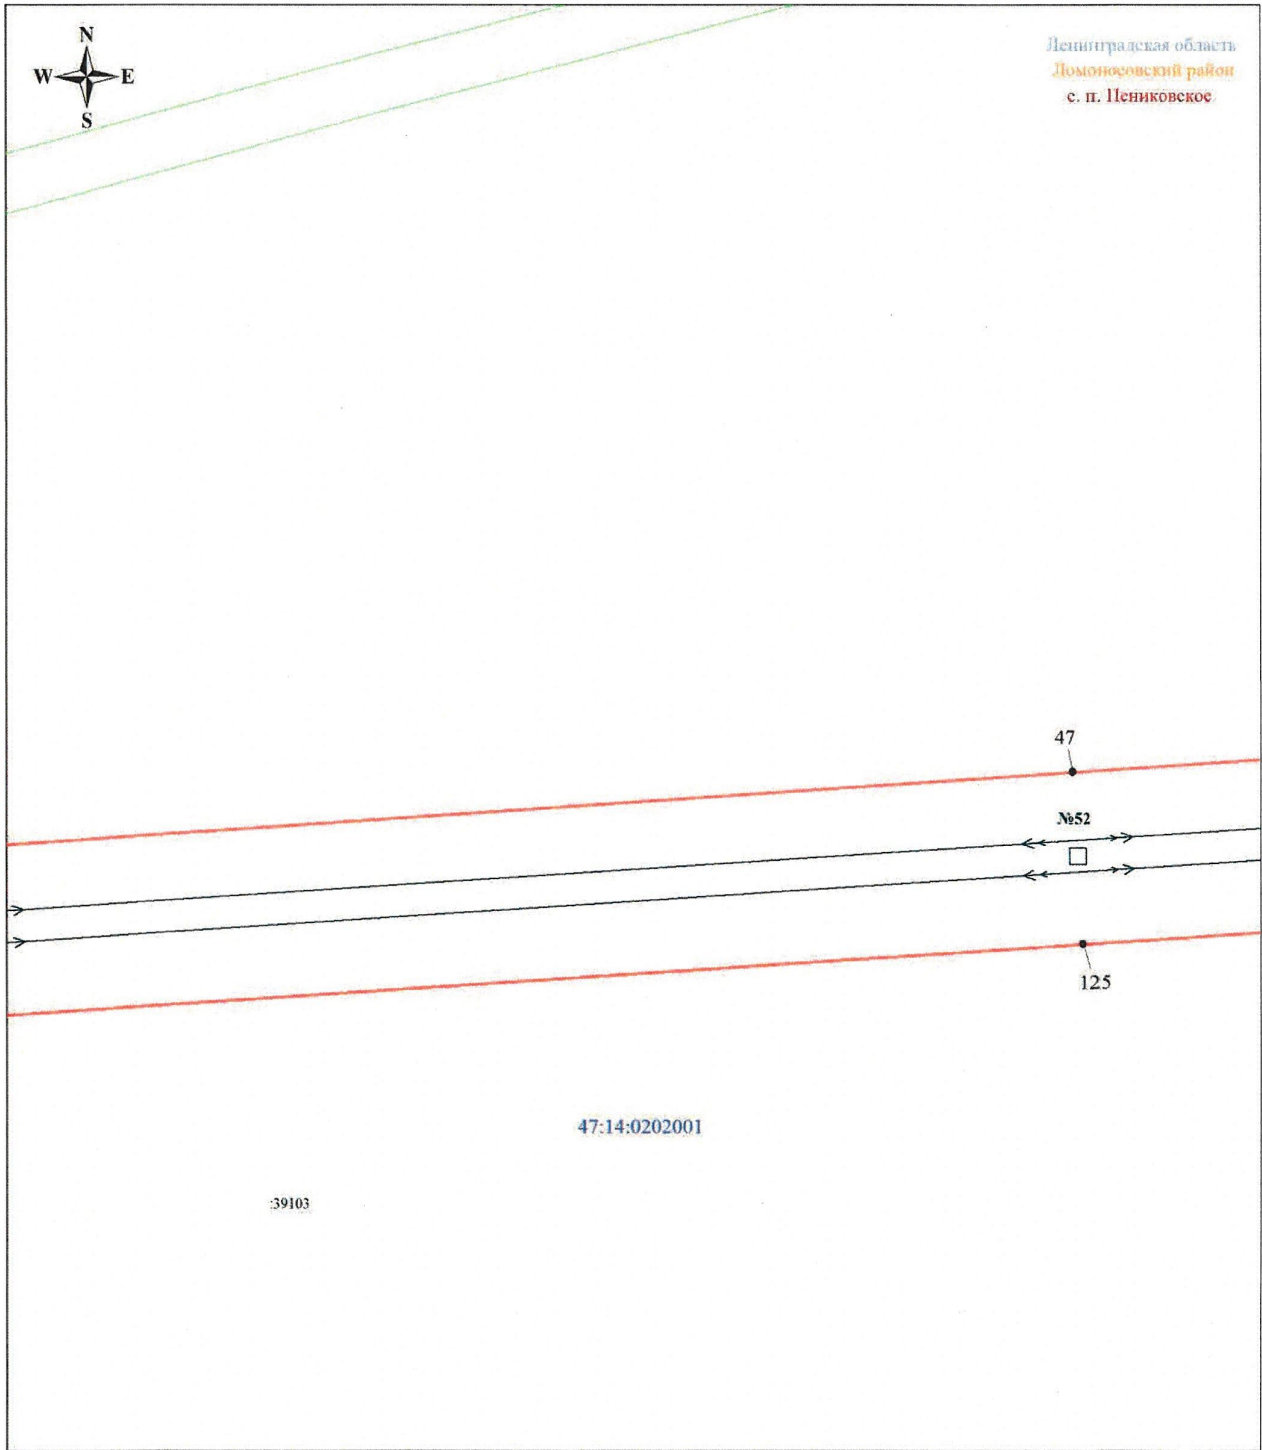 N
W E
S
Ленинградская область
Ломоносовский район
с. п. Пениковское
47
№52
125
47:14:0202001
:39103